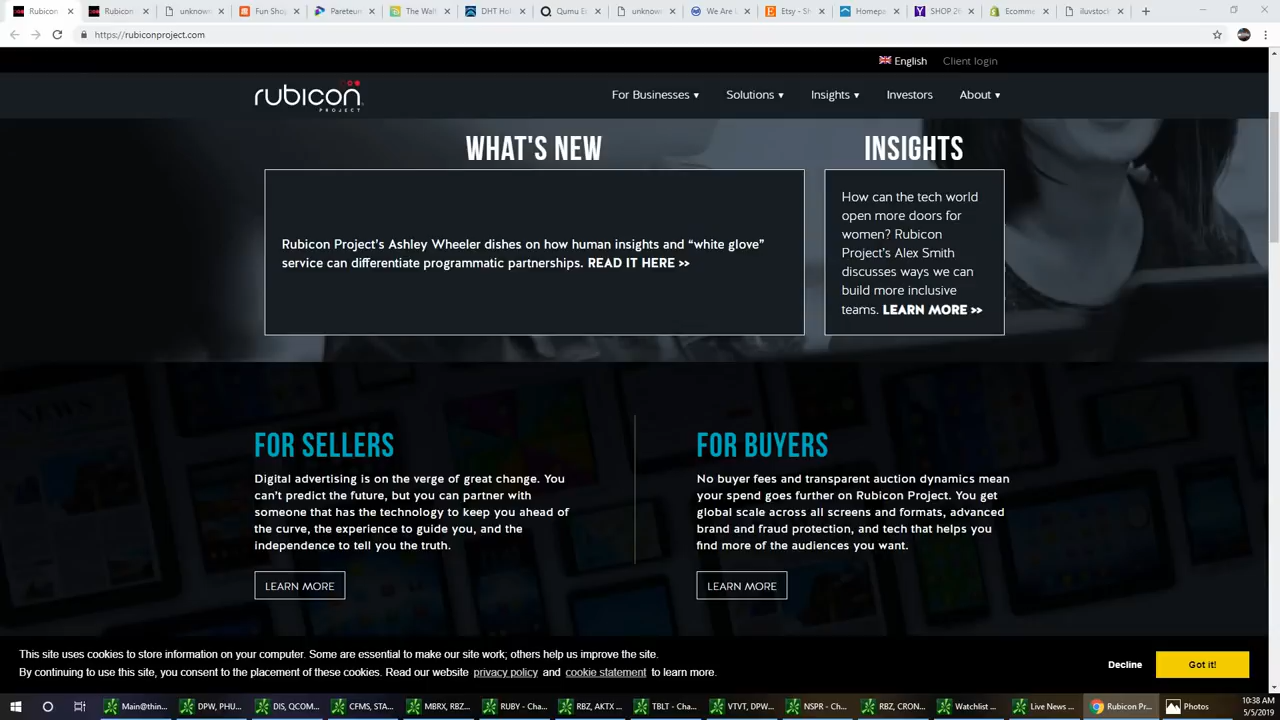 Rubicon
Rubicon
unknown
Fun Sho
Pareteum
The Walt
DHT Hol
Qumu Ec
unknown
We Are
Etsy - Sh
Homepa
SHOP 26
Ecomme
iluvstock
https://rubiconproject.com
English
Client login
rubicon
PROJECT
For Businesses ▾
Solutions ▾
Insights ▾
Investors
About ▾
WHAT'S NEW
Rubicon Project's Ashley Wheeler dishes on how human insights and “white glove”
service can differentiate programmatic partnerships. READ IT HERE >>
INSIGHTS
How can the tech world
open more doors for
women? Rubicon
Project's Alex Smith
discusses ways we can
build more inclusive
teams. LEARN MORE >>
FOR SELLERS
Digital advertising is on the verge of great change. You
can't predict the future, but you can partner with
someone that has the technology to keep you ahead of
the curve, the experience to guide you, and the
independence to tell you the truth.
LEARN MORE
FOR BUYERS
No buyer fees and transparent auction dynamics mean
your spend goes further on Rubicon Project. You get
global scale across all screens and formats, advanced
brand and fraud protection, and tech that helps you
find more of the audiences you want.
LEARN MORE
This site uses cookies to store information on your computer. Some are essential to make our site work; others help us improve the site.
By continuing to use this site, you consent to the placement of these cookies. Read our website privacy policy and cookie statement to learn more.
Decline
Got it!
Main@thin...
DPW, PHU...
DIS, QCOM...
CFMS, STA...
MBRX, RBZ...
RUBY - Cha...
RBZ, AKTX ...
TBLT - Cha...
VTVT, DPW...
NSPR - Ch...
RBZ, CRON...
Watchlist ...
Live News ...
Rubicon Pr...
Photos
10:38 AM
5/5/2019